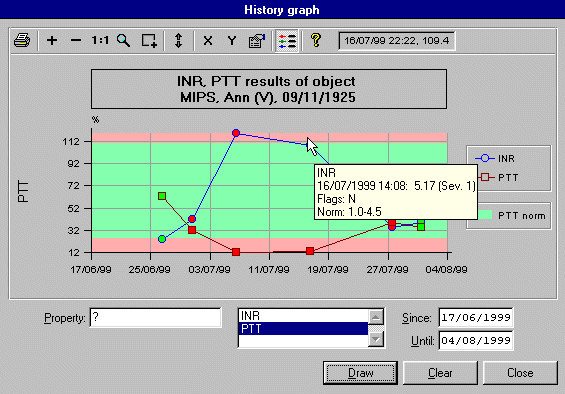 History graph
1:1 X Y ? 16/07/99 22:22, 109.4
INR, PTT results of object
MIPS, Ann (V), 09/11/1925
%
112
92
72
52
32
12
PTT
17/06/99 25/06/99 03/07/99 11/07/99 19/07/99 27/07/99 04/08/99
INR
16/07/1999 14:08: 5.17 (Sev. 1)
Flags: N
Norm: 1.0-4.5
INR
PTT
PTT norm
Property: ?
INR
PTT
Since: 17/06/1999
Until: 04/08/1999
Draw Clear Close